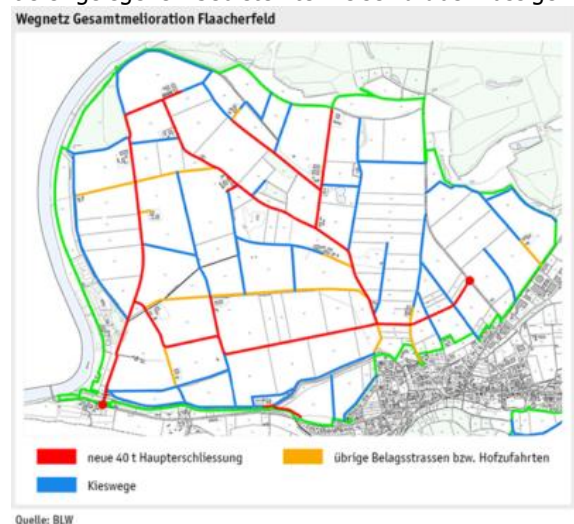 Wegnetz Gesamtmelioration Flaacherfeld
neue 40 t Haupterschliessung
übrige Belagsstrassen bzw. Hofzufahrten
Kieswege
Quelle: BLW